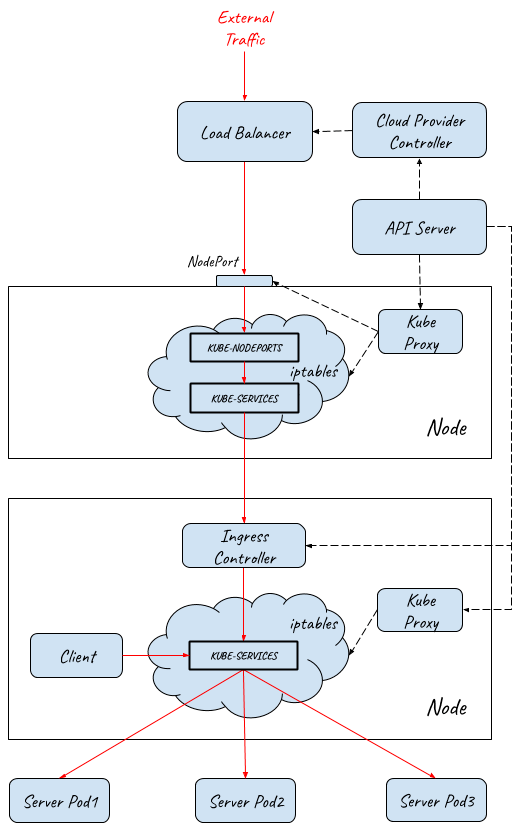 External
Traffic
Load Balancer
Cloud Provider
Controller
API Server
NodePort
Kube
Proxy
KUBE-NODEPORTS
iptables
KUBE-SERVICES
Node
Ingress
Controller
Kube
Proxy
iptables
Client
KUBE-SERVICES
Node
Server Pod1
Server Pod2
Server Pod3